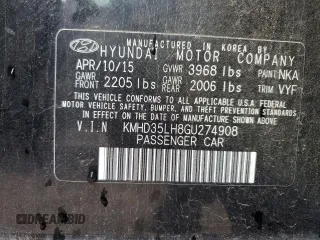 MANUFACTURED IN KOREA BY
HYUNDAI MOTOR COMPANY
APR/10/15 GVWR 3968 lbs PAINT:NKA
GAWR FRONT 2205 lbs GAWR REAR 2006 lbs TRIM: VYF
THIS VEHICLE CONFORMS TO ALL APPLICABLE U.S. FEDERAL MOTOR
VEHICLE SAFETY, BUMPER, AND THEFT PREVENTION STANDARDS
IN EFFECT ON THE DATE OF MANUFACTURE SHOWN ABOVE.
V.I.N KMHD35LH8GU274908
PASSENGER CAR
DREAMBID